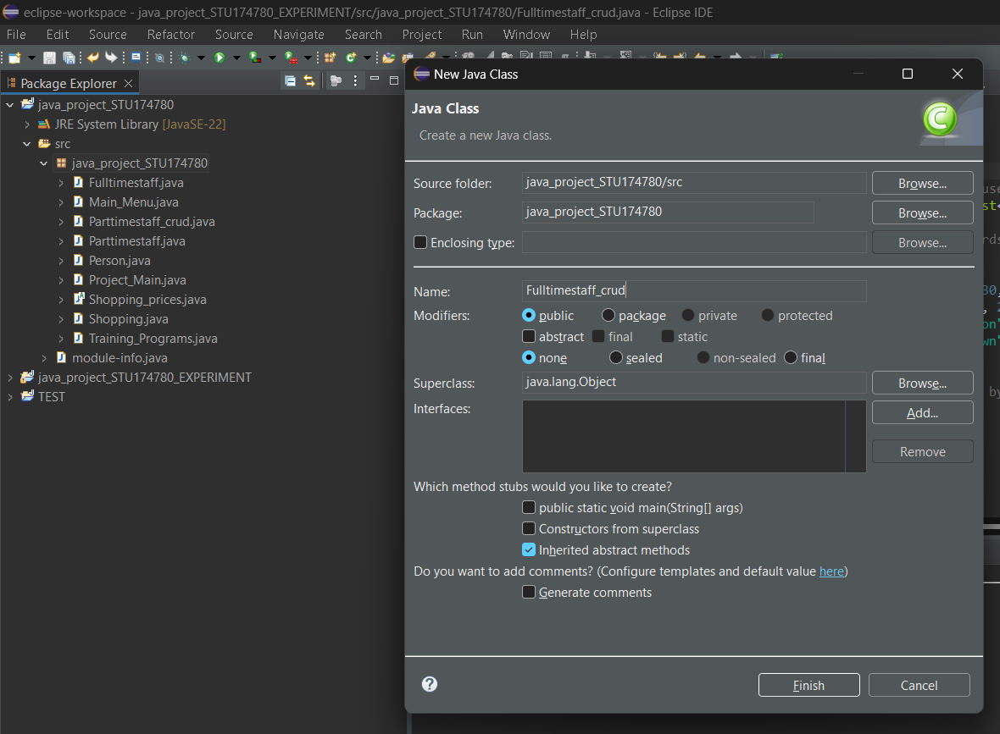 eclipse-workspace - java_project_STU174780_EXPERIMENT/src/java_project_STU174780/Fulltimestaff_crud.java - Eclipse IDE
File Edit Source Refactor Source Navigate Search Project Run Window Help
Package Explorer
java_project_STU174780
JRE System Library [JavaSE-22]
src
java_project_STU174780
Fulltimestaff.java
Main_Menu.java
Parttimestaff_crud.java
Parttimestaff.java
Person.java
Project_Main.java
Shopping_prices.java
Shopping.java
Training_Programs.java
module-info.java
java_project_STU174780_EXPERIMENT
TEST
New Java Class
Java Class
Create a new Java class.
Source folder: java_project_STU174780/src Browse...
Package: java_project_STU174780 Browse...
Enclosing type: Browse...
Name: Fulltimestaff_crud
Modifiers: public package private protected
abstract final static
none sealed non-sealed final
Superclass: java.lang.Object Browse...
Interfaces: Add...
Remove
Which method stubs would you like to create?
public static void main(String[] args)
Constructors from superclass
Inherited abstract methods
Do you want to add comments? (Configure templates and default value here)
Generate comments
Finish Cancel